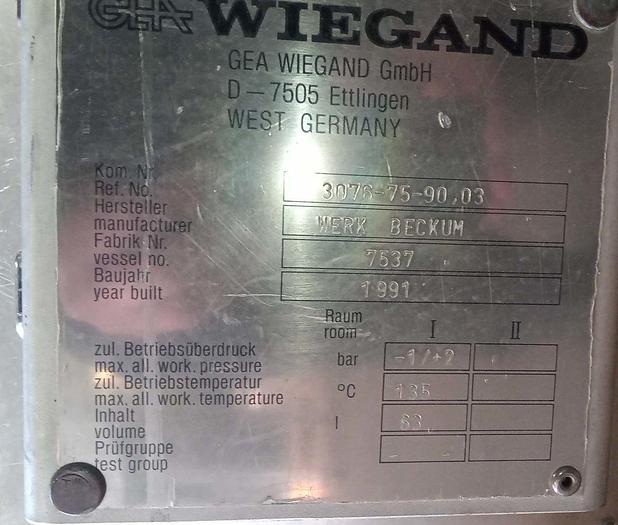 GEA WIEGAND
GEA WIEGAND GmbH
D-7505 Ettlingen
WEST GERMANY
Kom. Nr.
Ref. No. 3076-75-90,03
Hersteller
manufacturer WERK BECKUM
Fabrik Nr.
vessel no. 7537
Baujahr
year built 1991
Raum
room I II
zul. Betriebsüberdruck
max. all. work. pressure bar -1/+2
zul. Betriebstemperatur
max. all. work. temperature °C 135
Inhalt
volume l 63
Prüfgruppe
test group - -